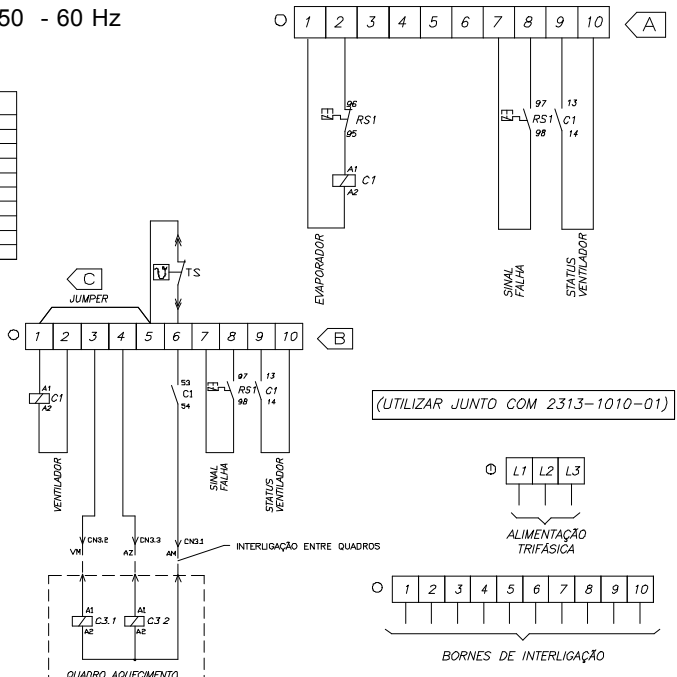 50 - 60 Hz
1 2 3 4 5 6 7 8 9 10
A
96
RS1
95
A1
C1
A2
97
RS1
98
13
C1
14
EVAPORADOR
SINAL
FALHA
STATUS
VENTILADOR
TS
C
JUMPER
1 2 3 4 5 6 7 8 9 10
B
A1
C1
A2
53
C1
54
97
RS1
98
13
C1
14
VENTILADOR
SINAL
FALHA
STATUS
VENTILADOR
(UTILIZAR JUNTO COM 2313-1010-01)
L1 L2 L3
ALIMENTAÇÃO
TRIFÁSICA
CN3.2
VM
CN3.3
AZ
CN3.1
AM
INTERLIGAÇÃO ENTRE QUADROS
1 2 3 4 5 6 7 8 9 10
BORNES DE INTERLIGAÇÃO
A1
C3.1
A2
A1
C3.2
A2
QUADRO AQUECIMENTO